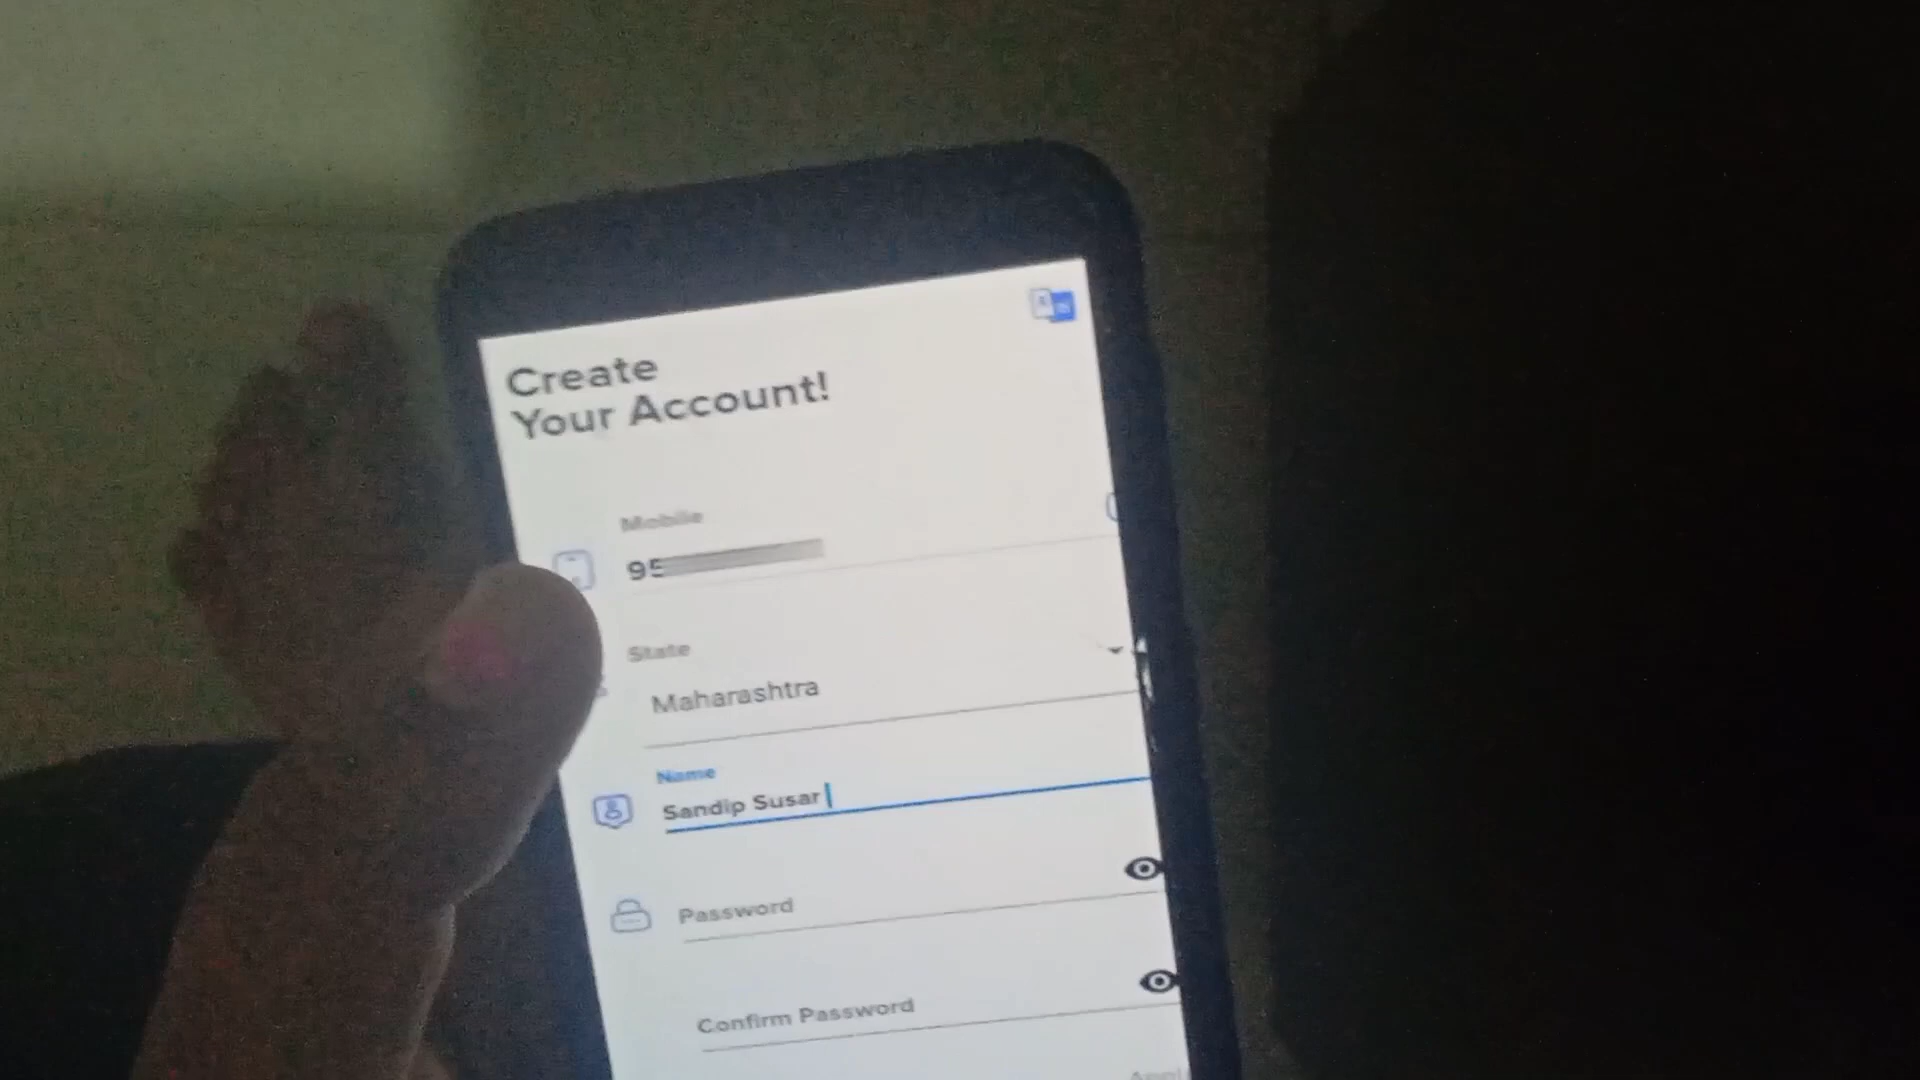 Create
Your Account!
Mobile
95
State
Maharashtra
Name
Sandip Susar
Password
Confirm Password